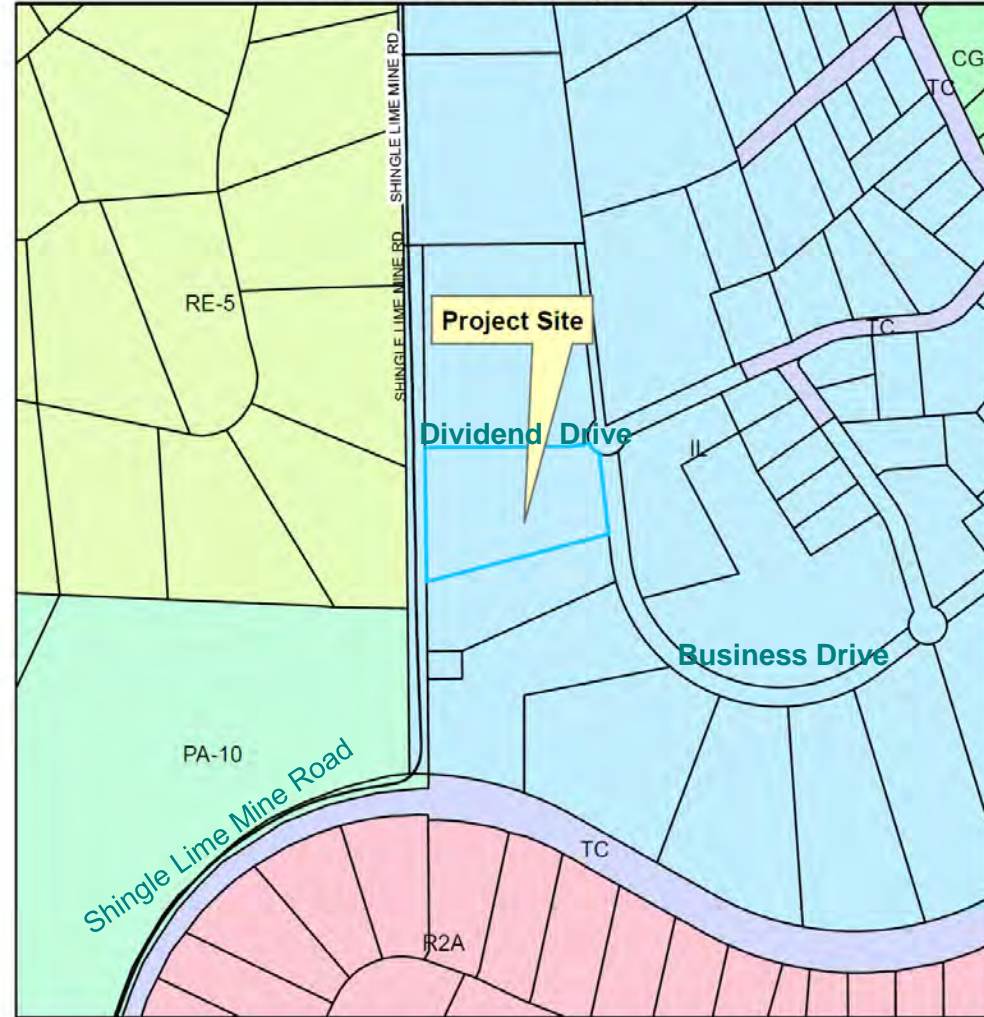 CG
TC
SHINGLE LIME MINE RD
SHINGLE LIME MINE RD
RE-5
Project Site
TC
Dividend Drive
IL
Business Drive
PA-10
Shingle Lime Mine Road
TC
R2A